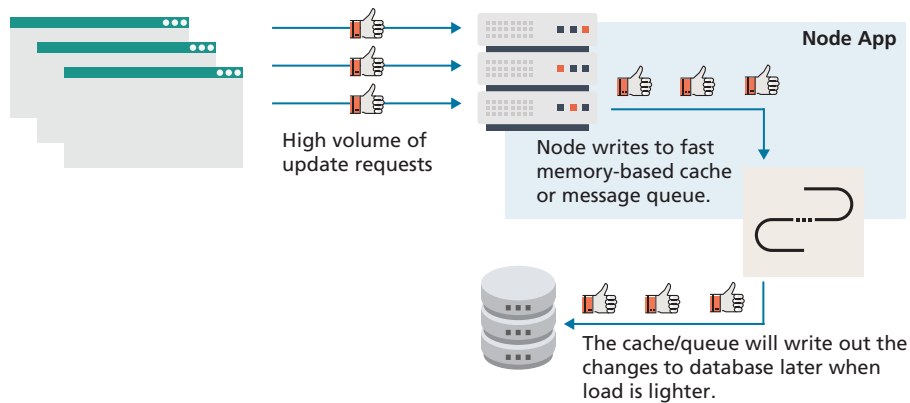 Node App
High volume of
update requests
Node writes to fast
memory-based cache
or message queue.
The cache/queue will write out the
changes to database later when
load is lighter.